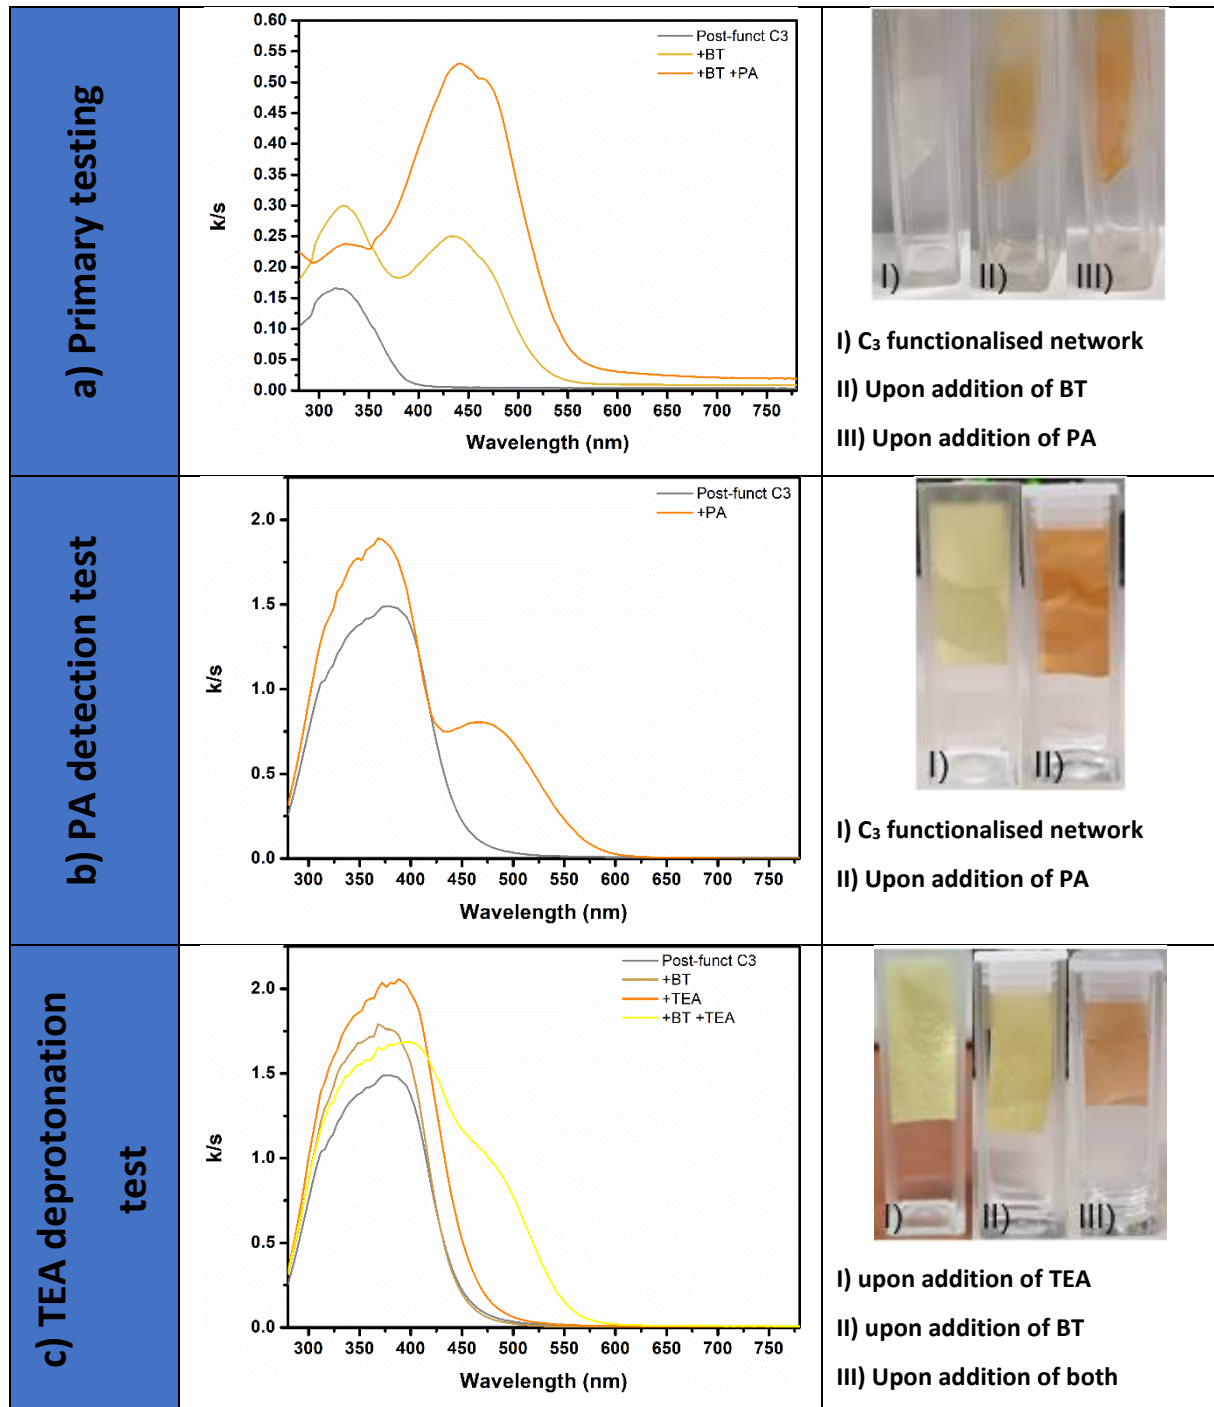 a) Primary testing
0.60
0.55
0.50
0.45
0.40
0.35
0.30
0.25
0.20
0.15
0.10
0.05
0.00
k/s
Post-funct C3
+BT
+BT +PA
300 350 400 450 500 550 600 650 700 750
Wavelength (nm)
I) II) III)
I) C₃ functionalised network
II) Upon addition of BT
III) Upon addition of PA
b) PA detection test
2.0
1.5
1.0
0.5
0.0
k/s
Post-funct C3
+PA
300 350 400 450 500 550 600 650 700 750
Wavelength (nm)
I) II)
I) C₃ functionalised network
II) Upon addition of PA
c) TEA deprotonation
test
2.0
1.5
1.0
0.5
0.0
k/s
Post-funct C3
+BT
+TEA
+BT +TEA
300 350 400 450 500 550 600 650 700 750
Wavelength (nm)
I) II) III)
I) upon addition of TEA
II) upon addition of BT
III) Upon addition of both